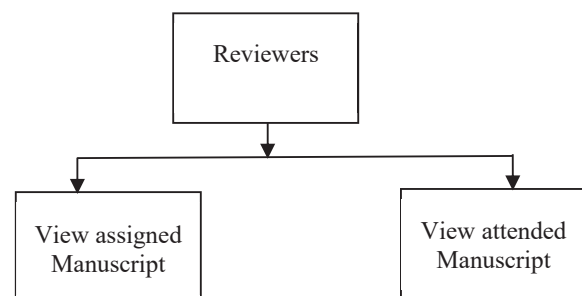 Reviewers
View assigned
Manuscript
View attended
Manuscript